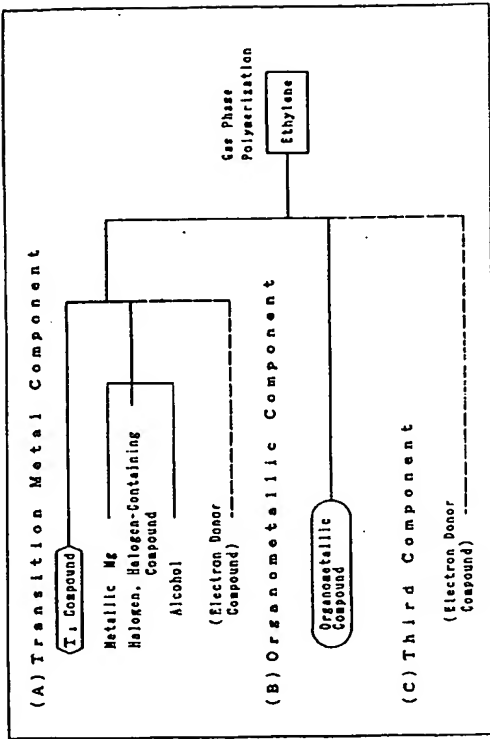 (A) Transition Metal Component
Ti Compound
Metallic Mg
Halogen, Halogen-Containing
Compound
Alcohol
(Electron Donor
Compound)
Gas Phase
Polymerization
Ethylene
(B) Organometallic Component
Organometallic
Compound
(C) Third Component
(Electron Donor
Compound)